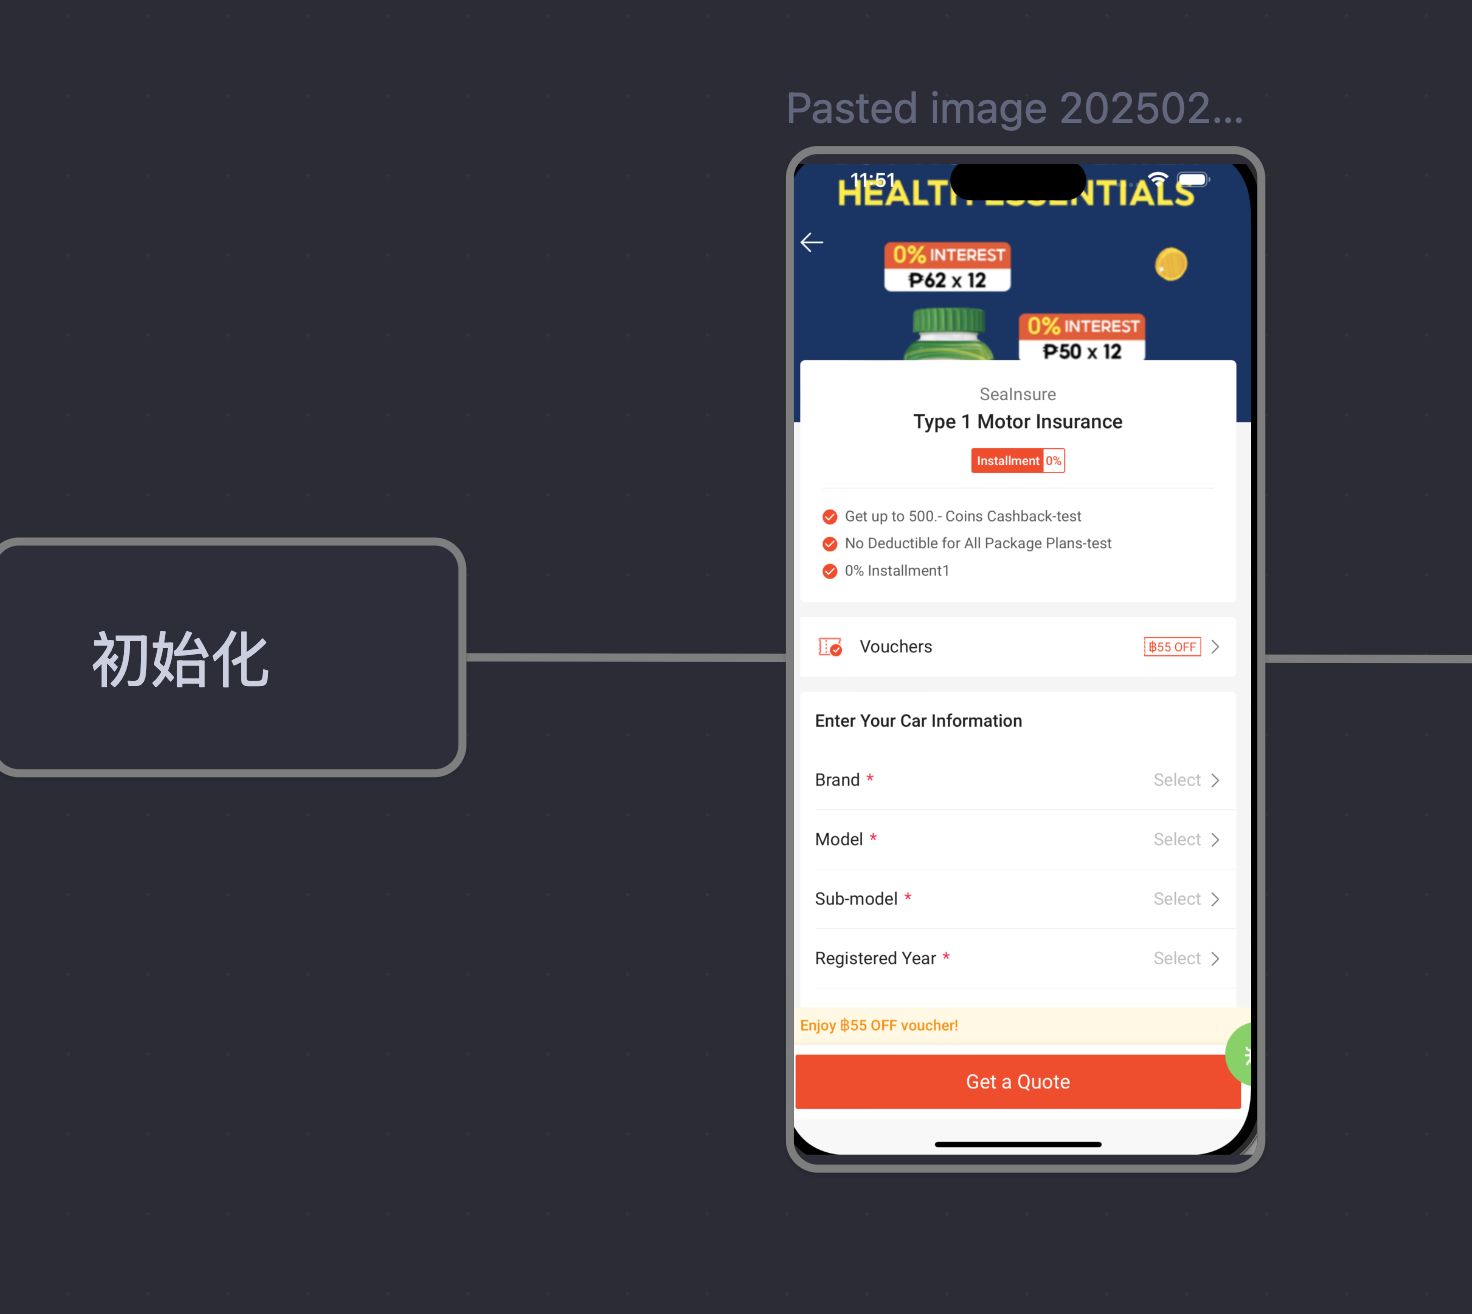 Pasted image 202502...
11:51
HEALTH ESSENTIALS
0% INTEREST
₱62 x 12
0% INTEREST
₱50 x 12
SeaInsure
Type 1 Motor Insurance
Installment 0%
Get up to 500.- Coins Cashback-test
No Deductible for All Package Plans-test
0% Installment1
初始化
Vouchers
฿55 OFF
Enter Your Car Information
Brand * Select
Model * Select
Sub-model * Select
Registered Year * Select
Enjoy ฿55 OFF voucher!
Get a Quote